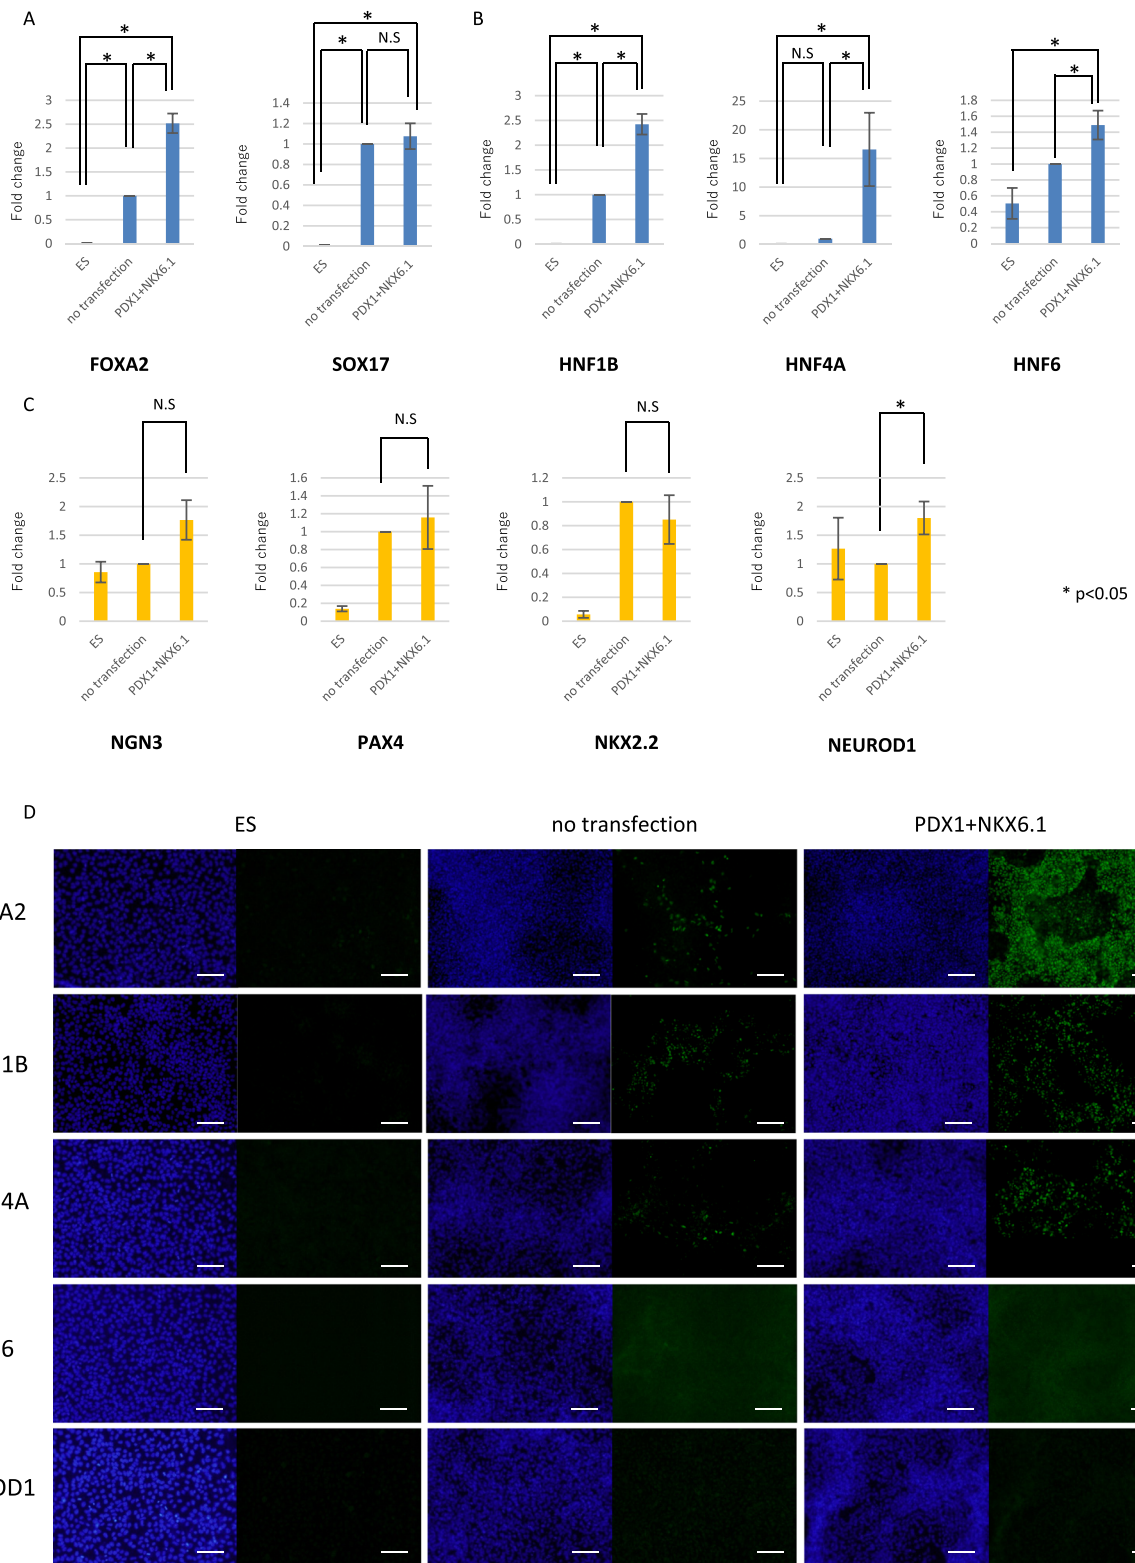 A
B
* * * 
* * N.S
* * *
* N.S *
* *
Fold change
3
2.5
2
1.5
1
0.5
0
ES
no transfection
PDX1+NKX6.1
FOXA2
Fold change
1.4
1.2
1
0.8
0.6
0.4
0.2
0
ES
no transfection
PDX1+NKX6.1
SOX17
Fold change
3
2.5
2
1.5
1
0.5
0
ES
no transfection
PDX1+NKX6.1
HNF1B
Fold change
25
20
15
10
5
0
ES
no transfection
PDX1+NKX6.1
HNF4A
Fold change
1.8
1.6
1.4
1.2
1
0.8
0.6
0.4
0.2
0
ES
no transfection
PDX1+NKX6.1
HNF6
C
N.S
Fold change
2.5
2
1.5
1
0.5
0
ES
no transfection
PDX1+NKX6.1
NGN3
N.S
Fold change
1.6
1.4
1.2
1
0.8
0.6
0.4
0.2
0
ES
no transfection
PDX1+NKX6.1
PAX4
N.S
Fold change
1.2
1
0.8
0.6
0.4
0.2
0
ES
no transfection
PDX1+NKX6.1
NKX2.2
*
Fold change
2.5
2
1.5
1
0.5
0
ES
no transfection
PDX1+NKX6.1
NEUROD1
* p<0.05
D
ES no transfection PDX1+NKX6.1
A2
1B
4A
6
OD1